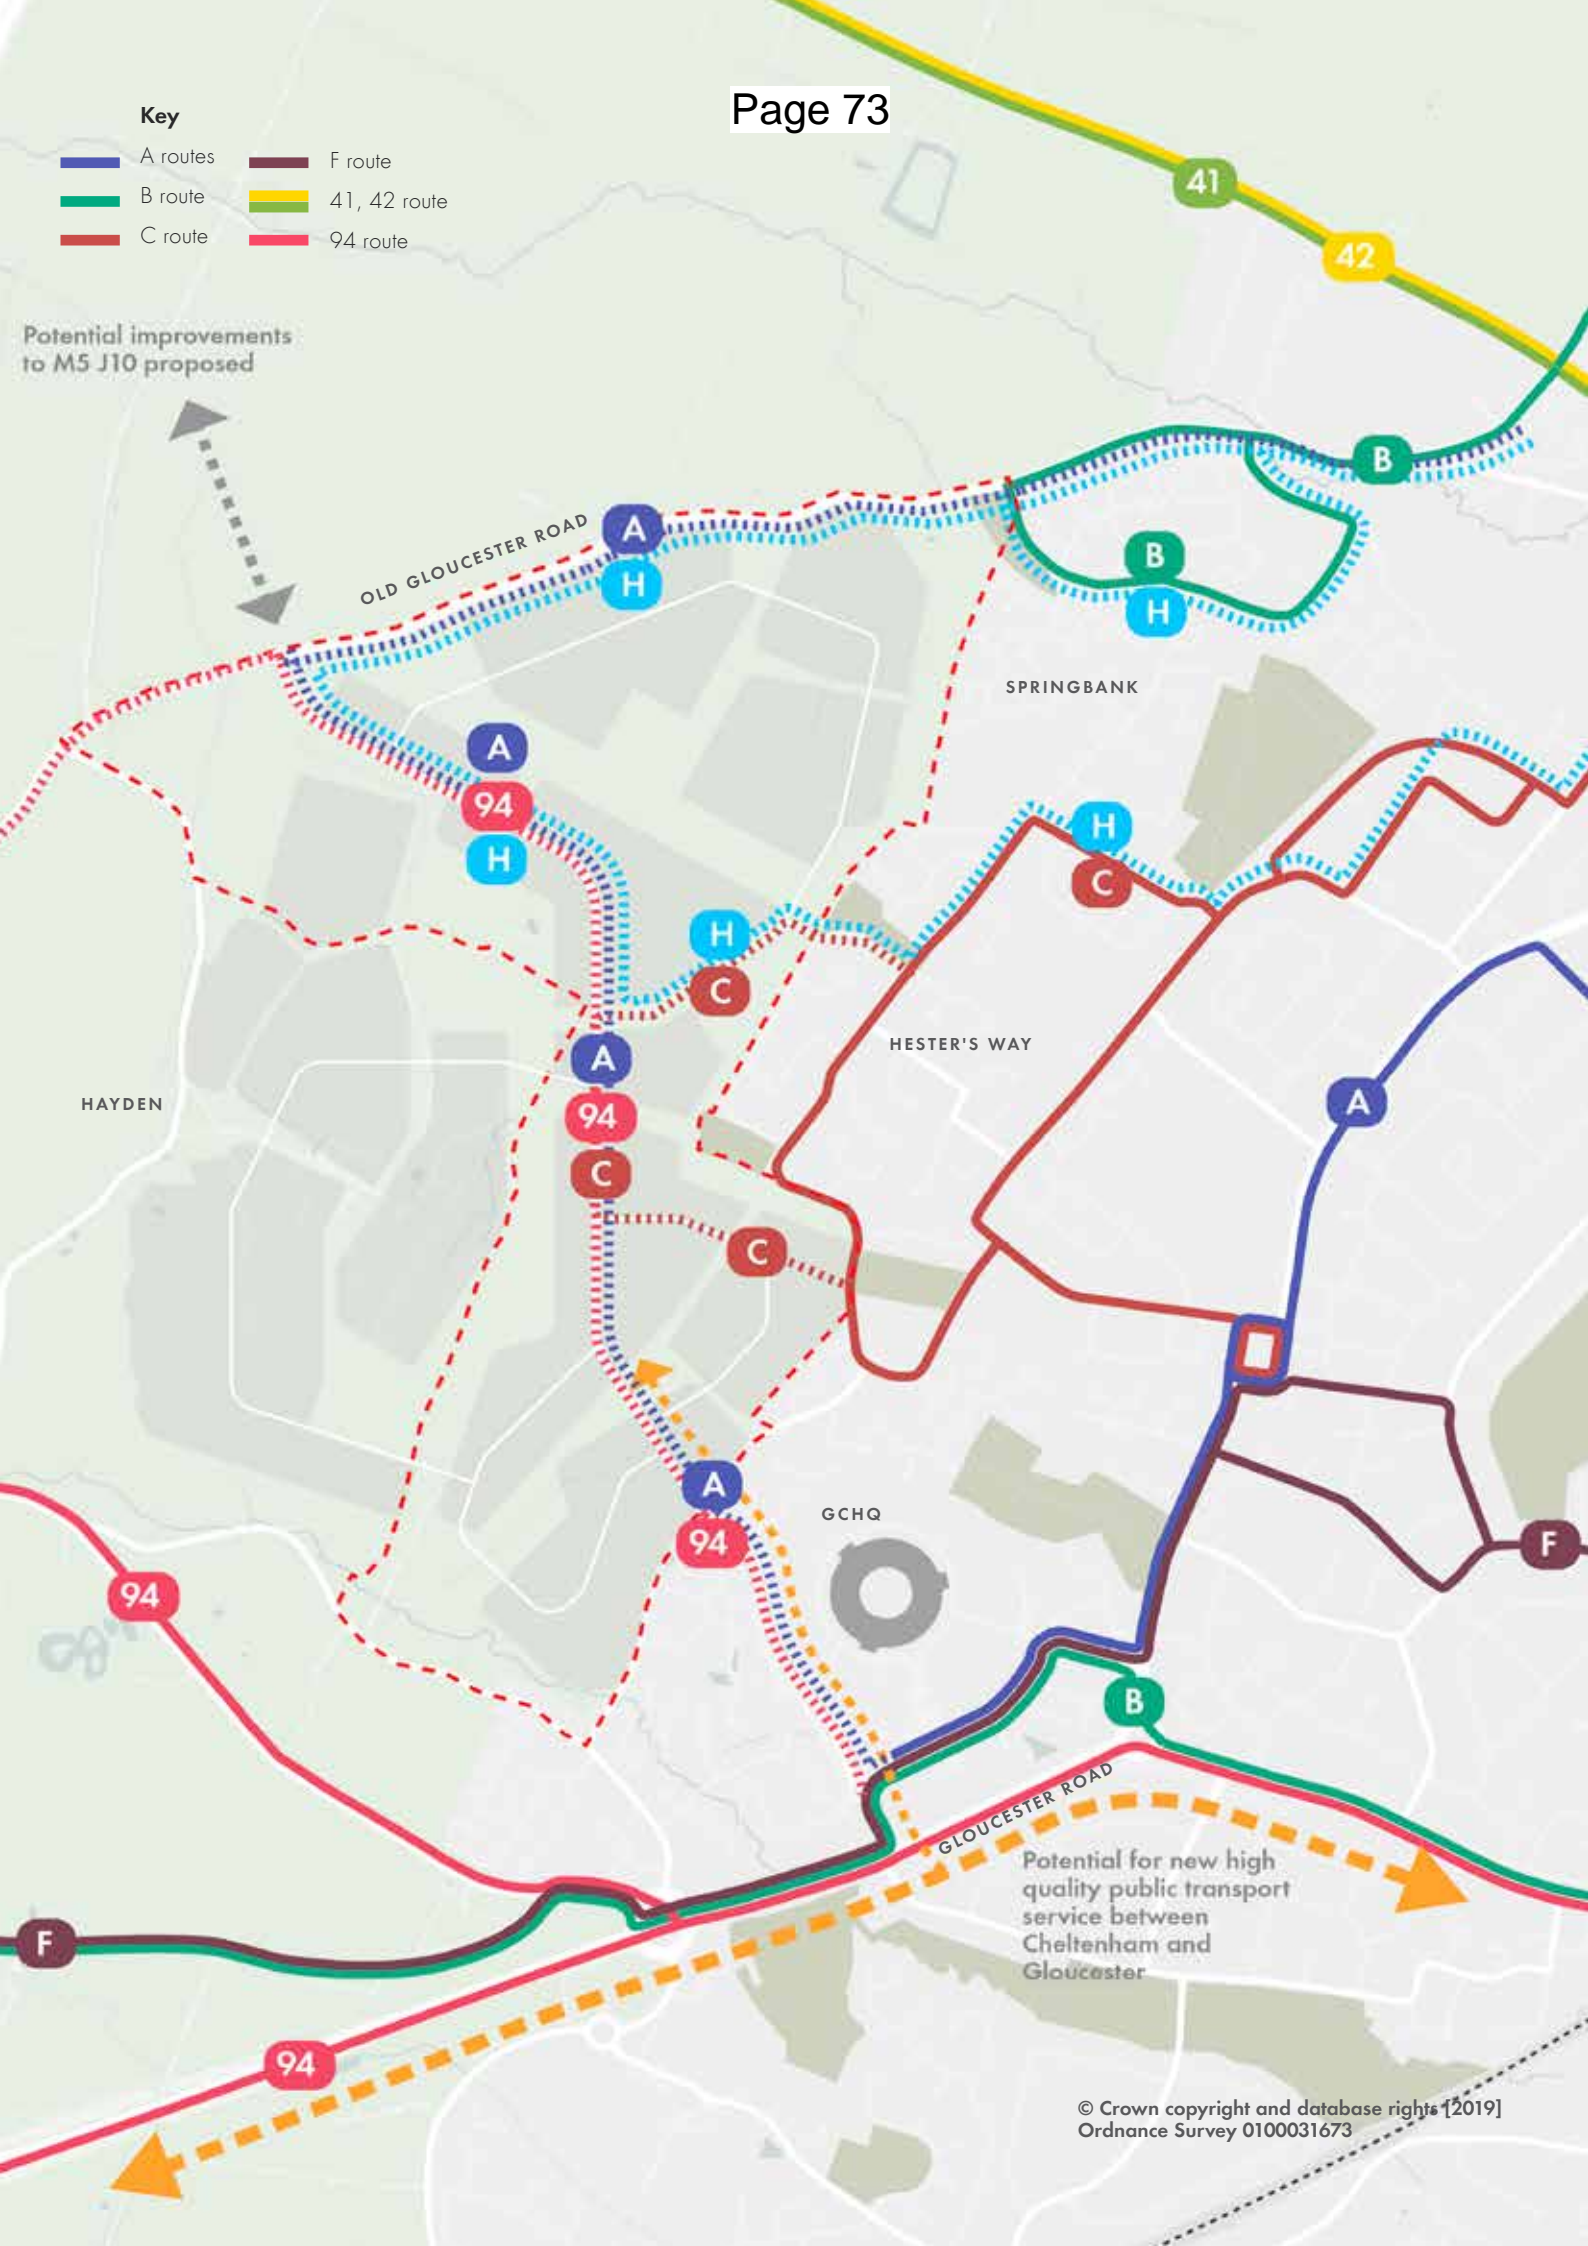 Page 73
Key
A routes
B route
C route
F route
41, 42 route
94 route
41
42
Potential improvements
to M5 J10 proposed
B
OLD GLOUCESTER ROAD
A
H
B
H
SPRINGBANK
A
94
H
H
C
H
C
HESTER'S WAY
A
94
C
HAYDEN
A
C
A
94
GCHQ
F
94
B
GLOUCESTER ROAD
Potential for new high
quality public transport
service between
Cheltenham and
Gloucester
F
94
© Crown copyright and database rights [2019]
Ordnance Survey 0100031673